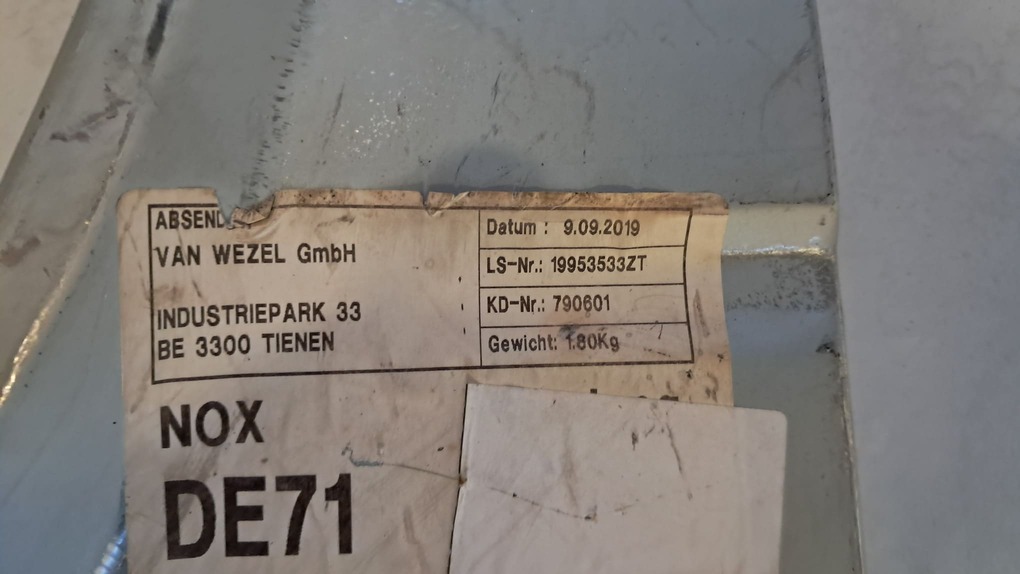 VAN WEZEL GmbH
INDUSTRIEPARK 33
BE 3300 TIENEN
Datum : 9.09.2019
LS-Nr.: 19953533ZT
KD-Nr.: 790601
Gewicht: 1.80Kg
NOX
DE71